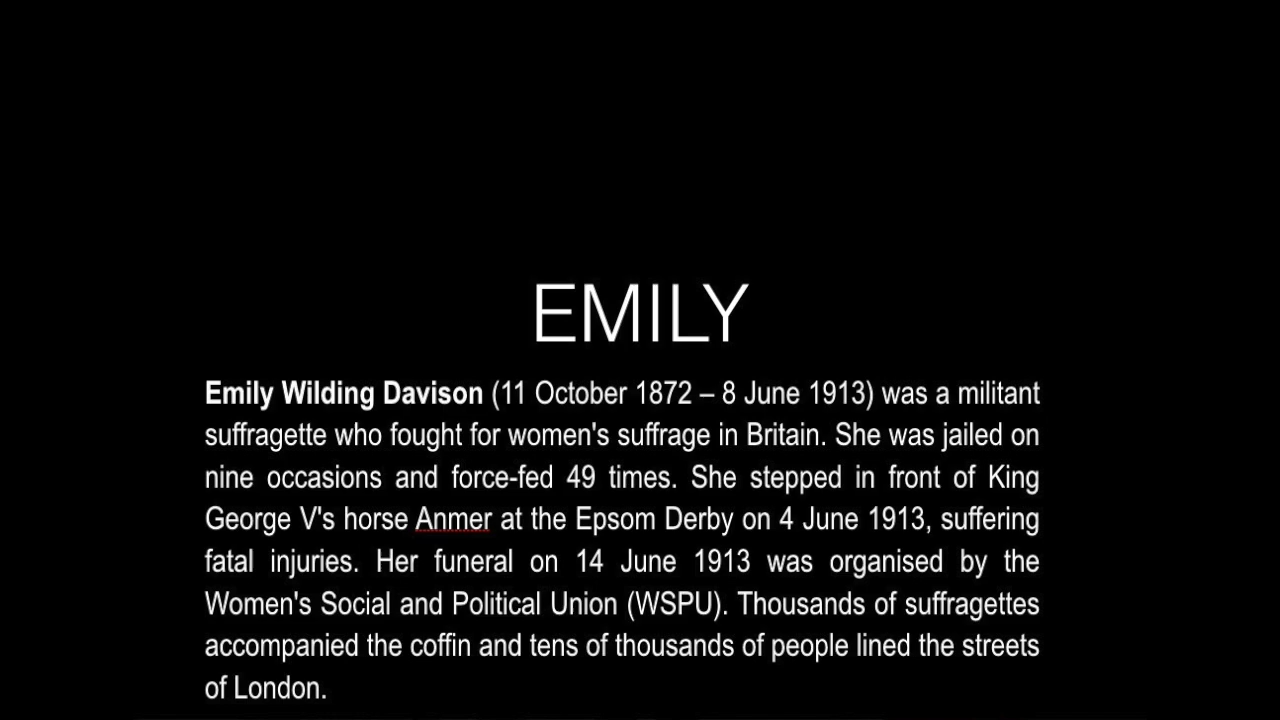 EMILY
Emily Wilding Davison (11 October 1872 – 8 June 1913) was a militant
suffragette who fought for women's suffrage in Britain. She was jailed on
nine occasions and force-fed 49 times. She stepped in front of King
George V's horse Anmer at the Epsom Derby on 4 June 1913, suffering
fatal injuries. Her funeral on 14 June 1913 was organised by the
Women's Social and Political Union (WSPU). Thousands of suffragettes
accompanied the coffin and tens of thousands of people lined the streets
of London.